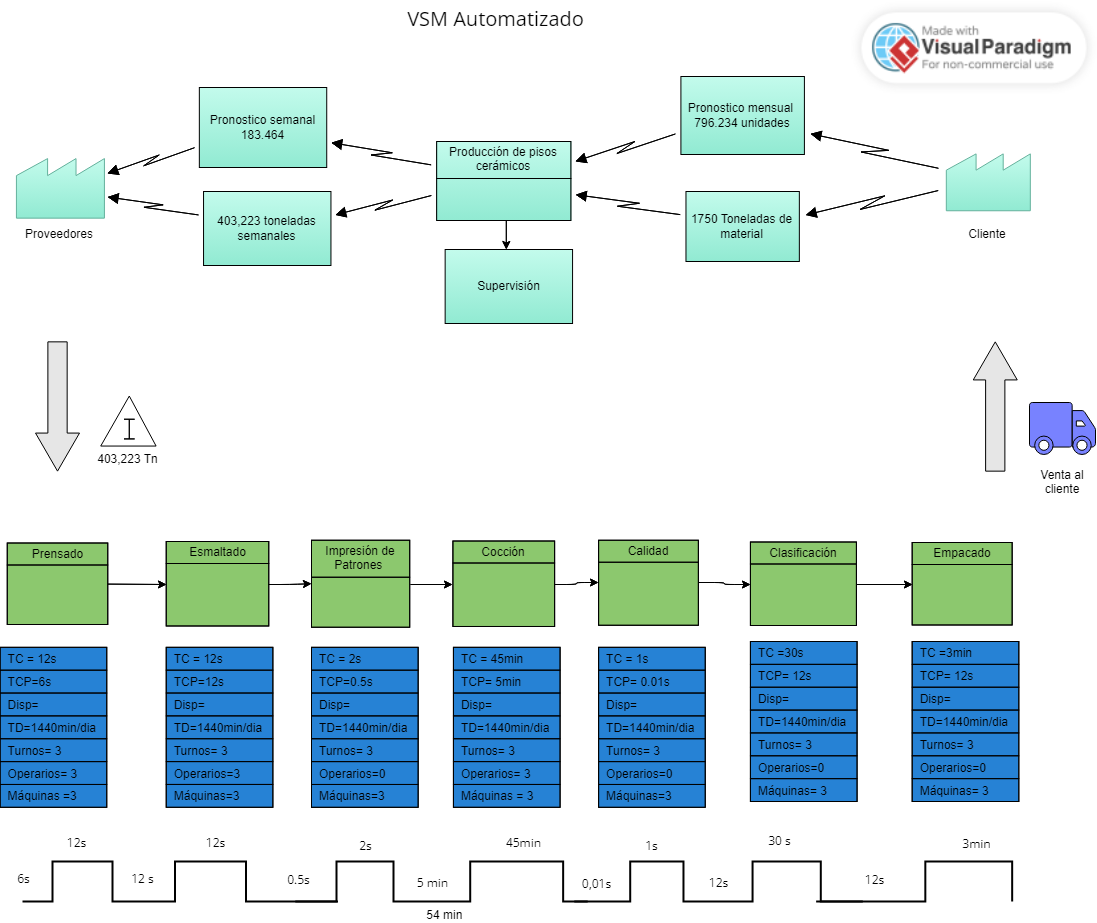 VSM Automatizado
Made with
VisualParadigm
For non-commercial use
Pronostico semanal
183.464
Producción de pisos
cerámicos
Pronostico mensual
796.234 unidades
403,223 toneladas
semanales
1750 Toneladas de
material
Proveedores
Cliente
Supervisión
I
403,223 Tn
Venta al
cliente
Prensado
Esmaltado
Impresión de
Patrones
Cocción
Calidad
Clasificación
Empacado
TC = 12s
TCP=6s
Disp=
TD=1440min/dia
Turnos= 3
Operarios= 3
Máquinas =3
TC = 12s
TCP=12s
Disp=
TD=1440min/dia
Turnos= 3
Operarios=3
Máquinas=3
TC = 2s
TCP=0.5s
Disp=
TD=1440min/dia
Turnos= 3
Operarios=0
Máquinas=3
TC = 45min
TCP= 5min
Disp=
TD=1440min/dia
Turnos= 3
Operarios= 3
Máquinas = 3
TC = 1s
TCP= 0.01s
Disp=
TD=1440min/dia
Turnos= 3
Operarios=0
Máquinas=3
TC =30s
TCP= 12s
Disp=
TD=1440min/dia
Turnos= 3
Operarios=0
Máquinas= 3
TC =3min
TCP= 12s
Disp=
TD=1440min/dia
Turnos= 3
Operarios=0
Máquinas= 3
12s
12s
2s
45min
1s
30 s
3min
6s
12 s
0.5s
5 min
0,01s
12s
12s
54 min